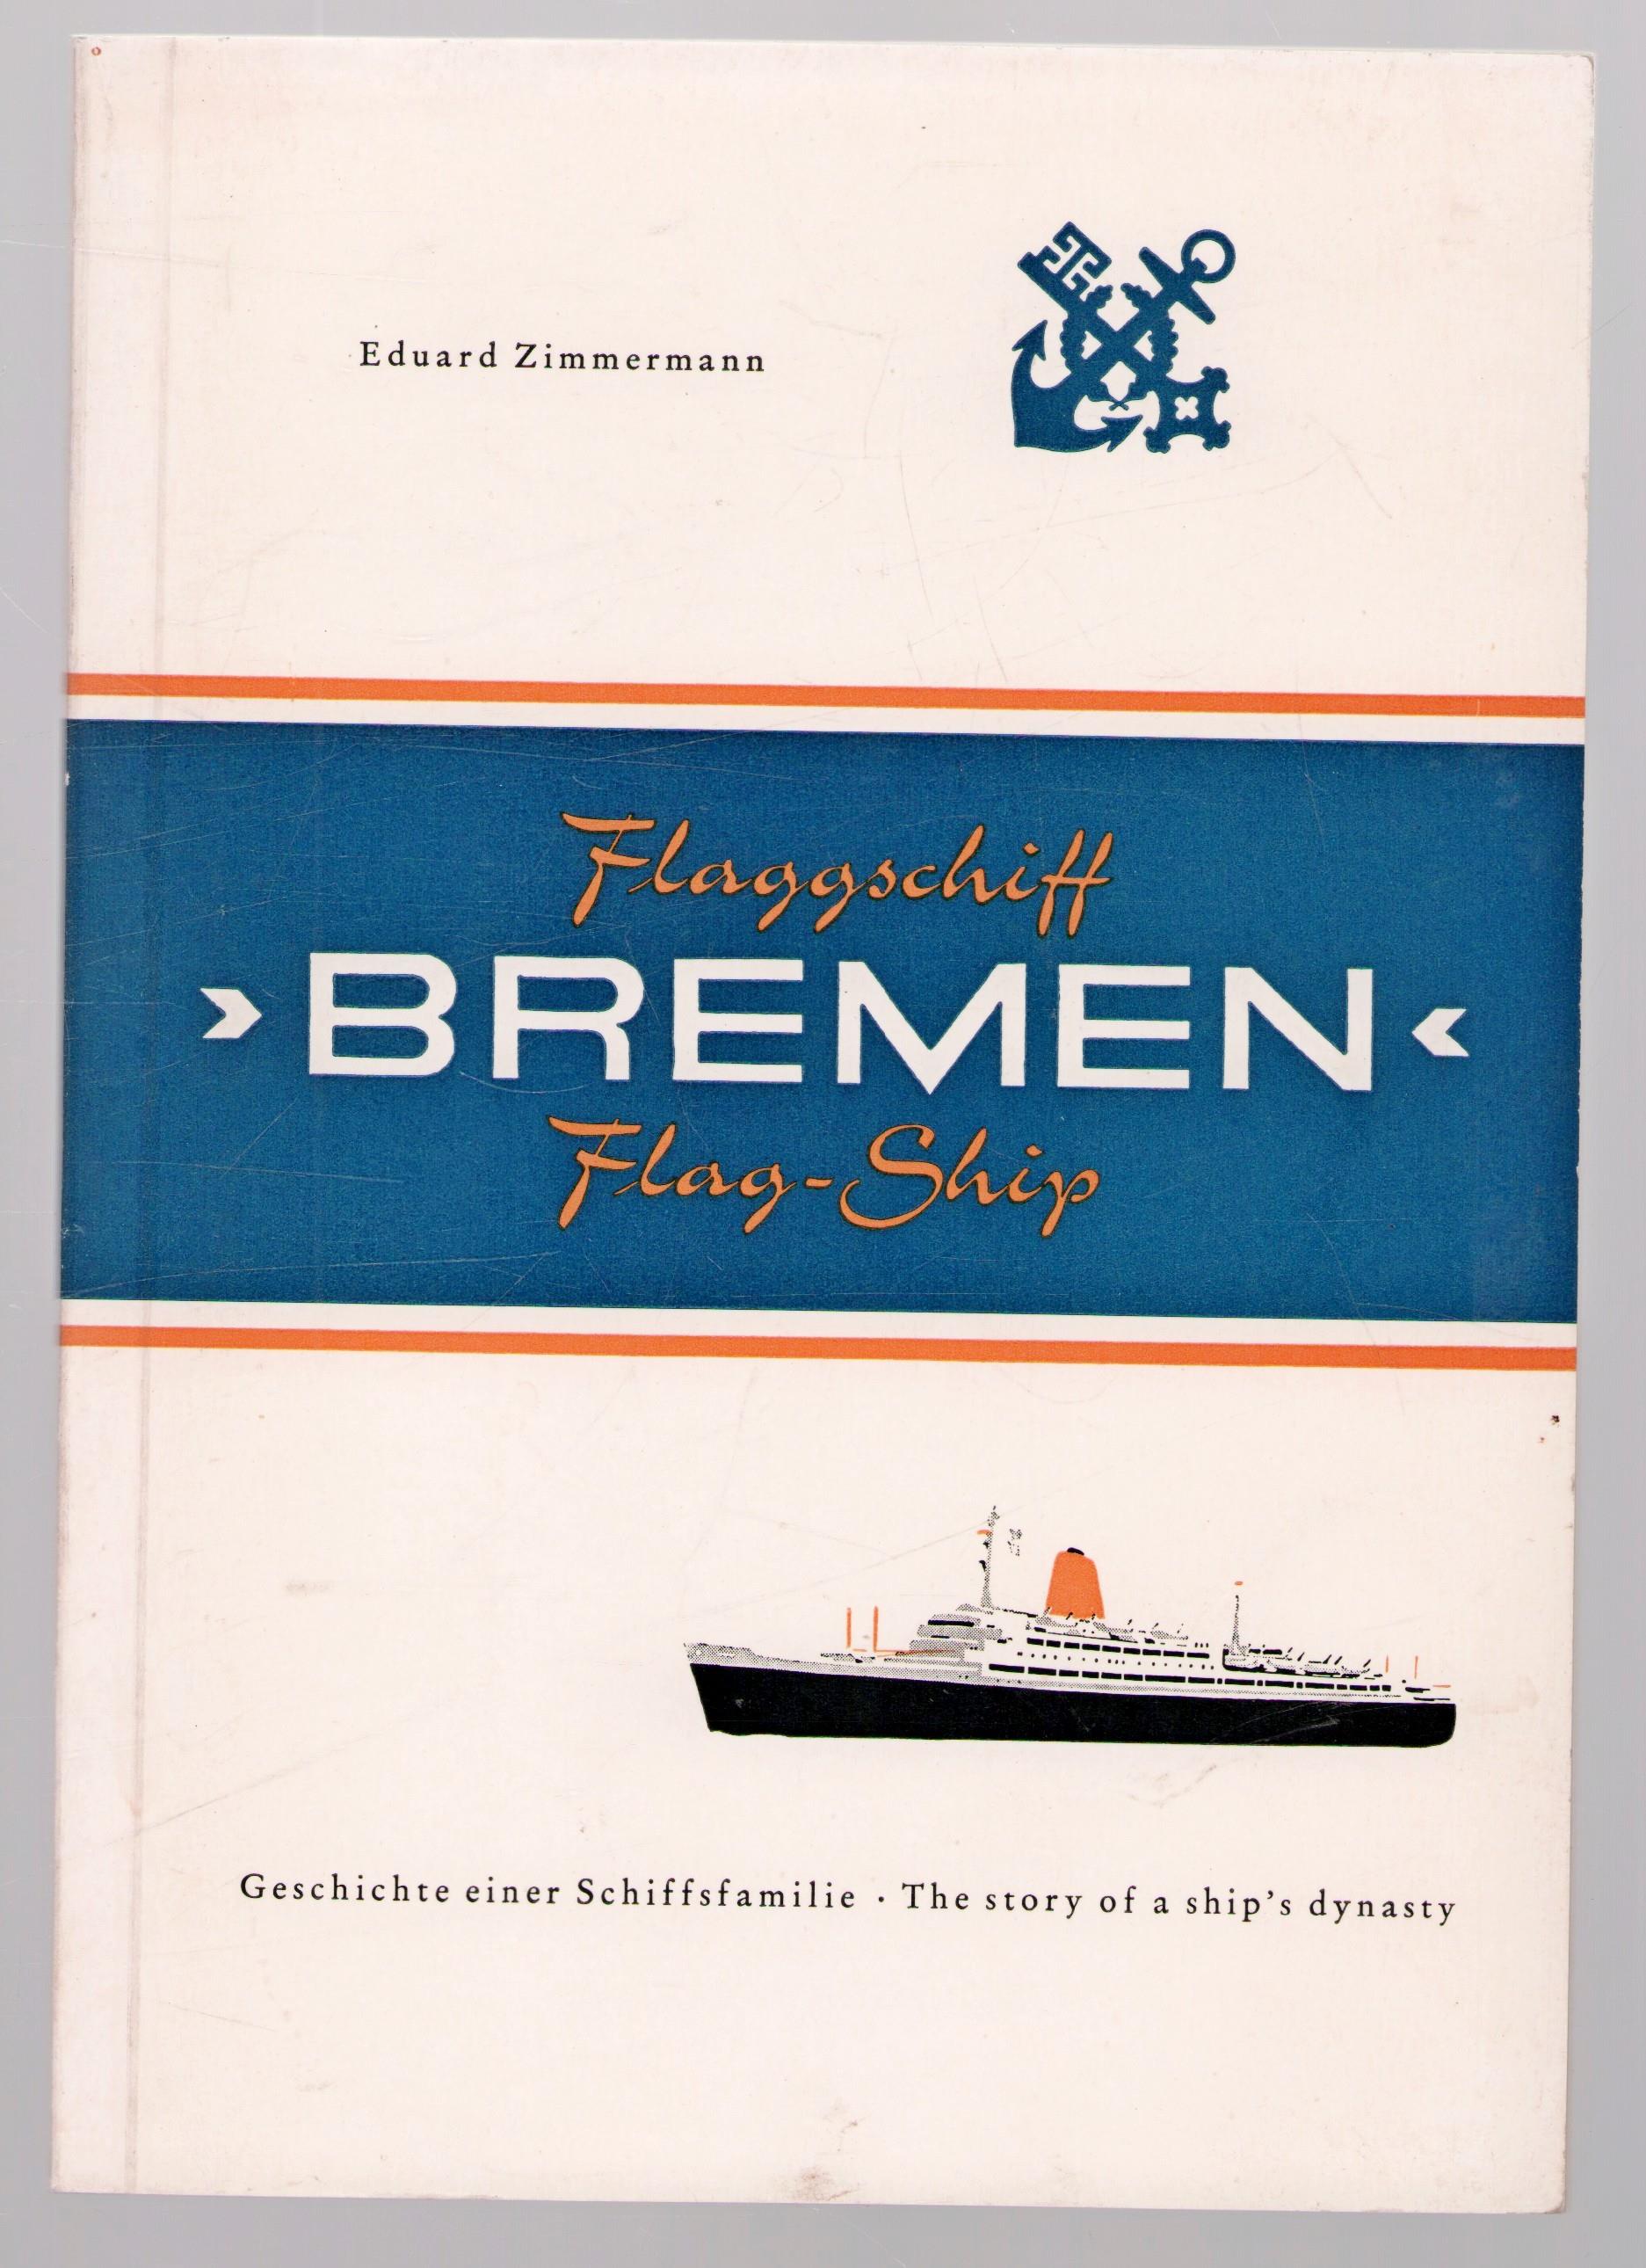 Eduard Zimmermann
Flaggschiff
›BREMEN‹
Flag-Ship
Geschichte einer Schiffsfamilie · The story of a ship’s dynasty